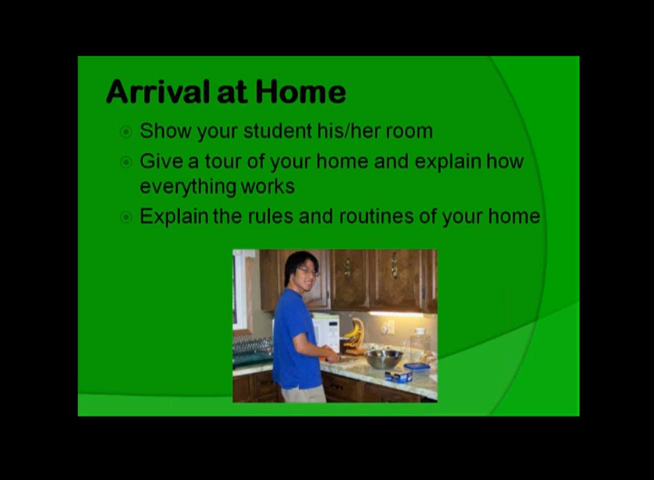 Arrival at Home
Show your student his/her room
Give a tour of your home and explain how
everything works
Explain the rules and routines of your home